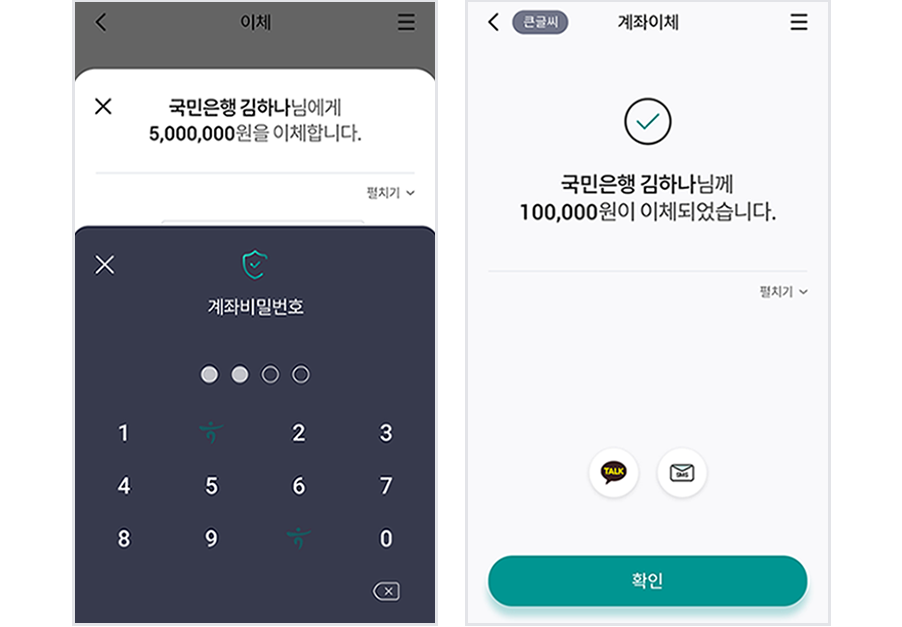 이체
국민은행 김하나님에게
5,000,000원을 이체합니다.
펼치기
계좌비밀번호
1 2 3
4 5 6 7
8 9 0
큰글씨
계좌이체
국민은행 김하나님께
100,000원이 이체되었습니다.
펼치기
TALK
SMS
확인